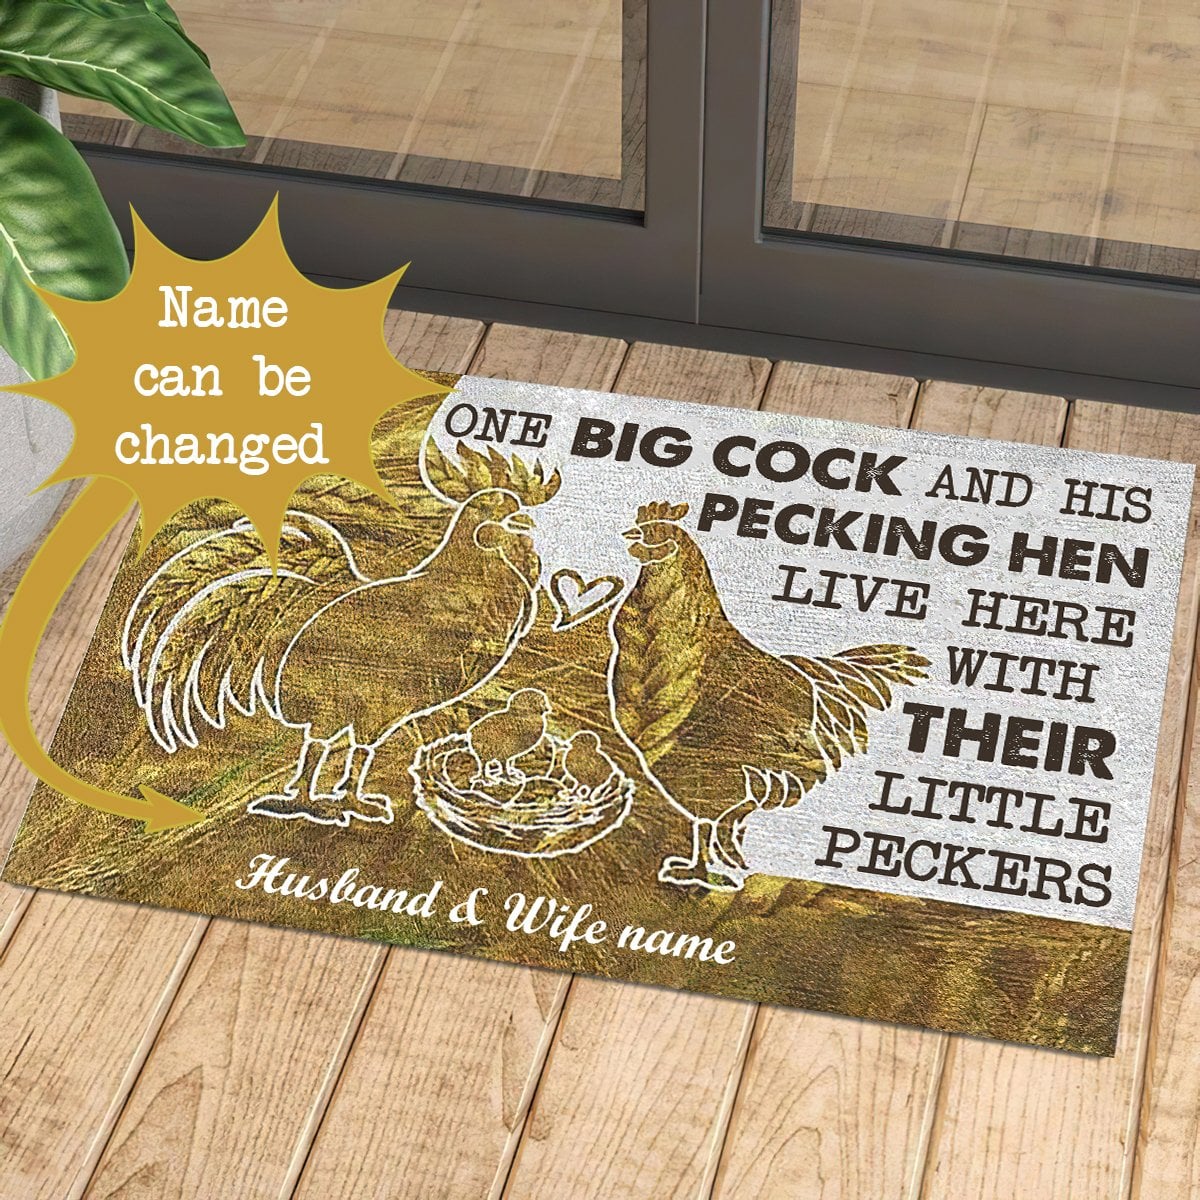 Name
can be
changed
ONE BIG COCK AND HIS
PECKING HEN
LIVE HERE
WITH
THEIR
LITTLE
PECKERS
Husband & Wife name